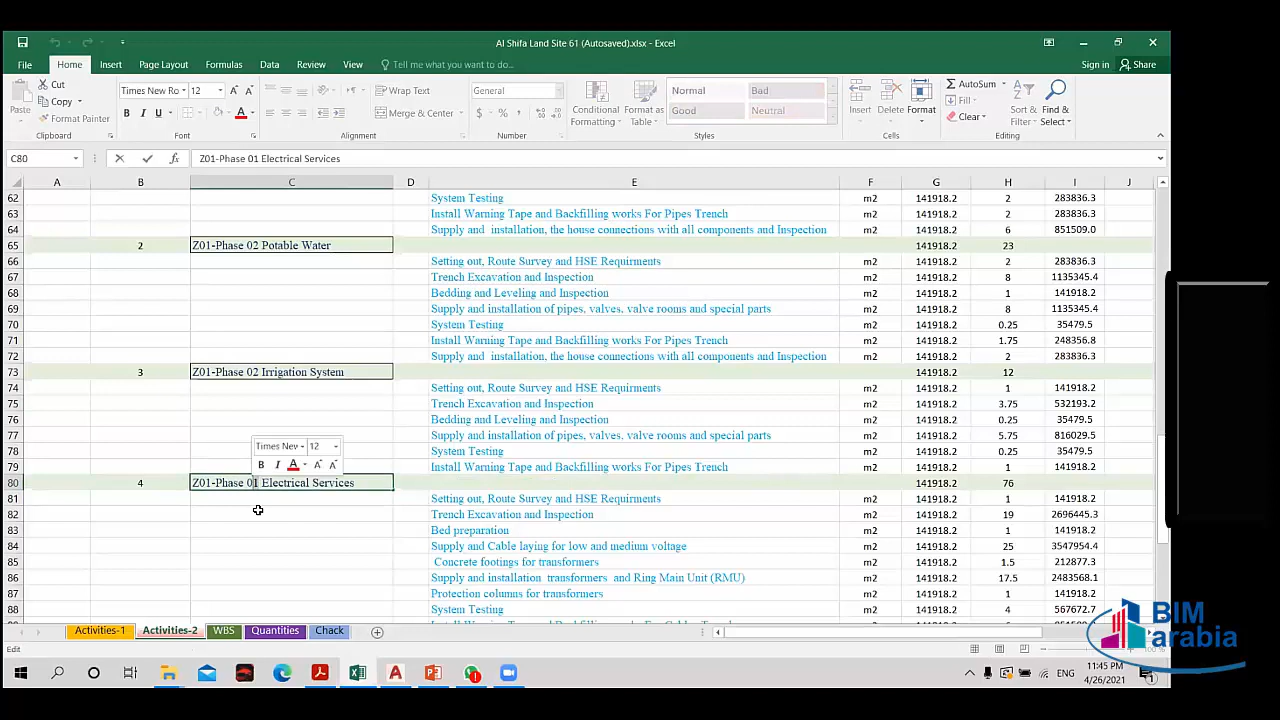 Al Shifa Land Site 61 (Autosaved).xlsx - Excel
File Home Insert Page Layout Formulas Data Review View Tell me what you want to do... Sign in Share
Paste Cut Copy Format Painter Clipboard
Times New Ro 12 A A B I U A Font
Wrap Text Merge & Center Alignment
General $ % , Number
Conditional Formatting Format as Table Normal Bad Good Neutral Styles
Insert Delete Format Cells
AutoSum Fill Clear Sort & Filter Find & Select Editing
C80 fx Z01-Phase 01 Electrical Services
A B C D E F G H I J
62 System Testing m2 141918.2 2 283836.3
63 Install Warning Tape and Backfilling works For Pipes Trench m2 141918.2 2 283836.3
64 Supply and installation, the house connections with all components and Inspection m2 141918.2 6 851509.0
65 2 Z01-Phase 02 Potable Water 141918.2 23
66 Setting out, Route Survey and HSE Requirments m2 141918.2 2 283836.3
67 Trench Excavation and Inspection m2 141918.2 8 1135345.4
68 Bedding and Leveling and Inspection m2 141918.2 1 141918.2
69 Supply and installation of pipes, valves. valve rooms and special parts m2 141918.2 8 1135345.4
70 System Testing m2 141918.2 0.25 35479.5
71 Install Warning Tape and Backfilling works For Pipes Trench m2 141918.2 1.75 248356.8
72 Supply and installation, the house connections with all components and Inspection m2 141918.2 2 283836.3
73 3 Z01-Phase 02 Irrigation System 141918.2 12
74 Setting out, Route Survey and HSE Requirments m2 141918.2 1 141918.2
75 Trench Excavation and Inspection m2 141918.2 3.75 532193.2
76 Bedding and Leveling and Inspection m2 141918.2 0.25 35479.5
77 Supply and installation of pipes, valves. valve rooms and special parts m2 141918.2 5.75 816029.5
78 System Testing m2 141918.2 0.25 35479.5
79 Install Warning Tape and Backfilling works For Pipes Trench m2 141918.2 1 141918.2
Times New 12
B I A A A
80 4 Z01-Phase 01 Electrical Services 141918.2 76
81 Setting out, Route Survey and HSE Requirments m2 141918.2 1 141918.2
82 Trench Excavation and Inspection m2 141918.2 19 2696445.3
83 Bed preparation m2 141918.2 1 141918.2
84 Supply and Cable laying for low and medium voltage m2 141918.2 25 3547954.4
85 Concrete footings for transformers m2 141918.2 1.5 212877.3
86 Supply and installation transformers and Ring Main Unit (RMU) m2 141918.2 17.5 2483568.1
87 Protection columns for transformers m2 141918.2 1 141918.2
88 System Testing m2 141918.2 4 567672.7
Activities-1 Activities-2 WBS Quantities Chack
Edit
BIM
arabia
ENG 11:45 PM
4/26/2021